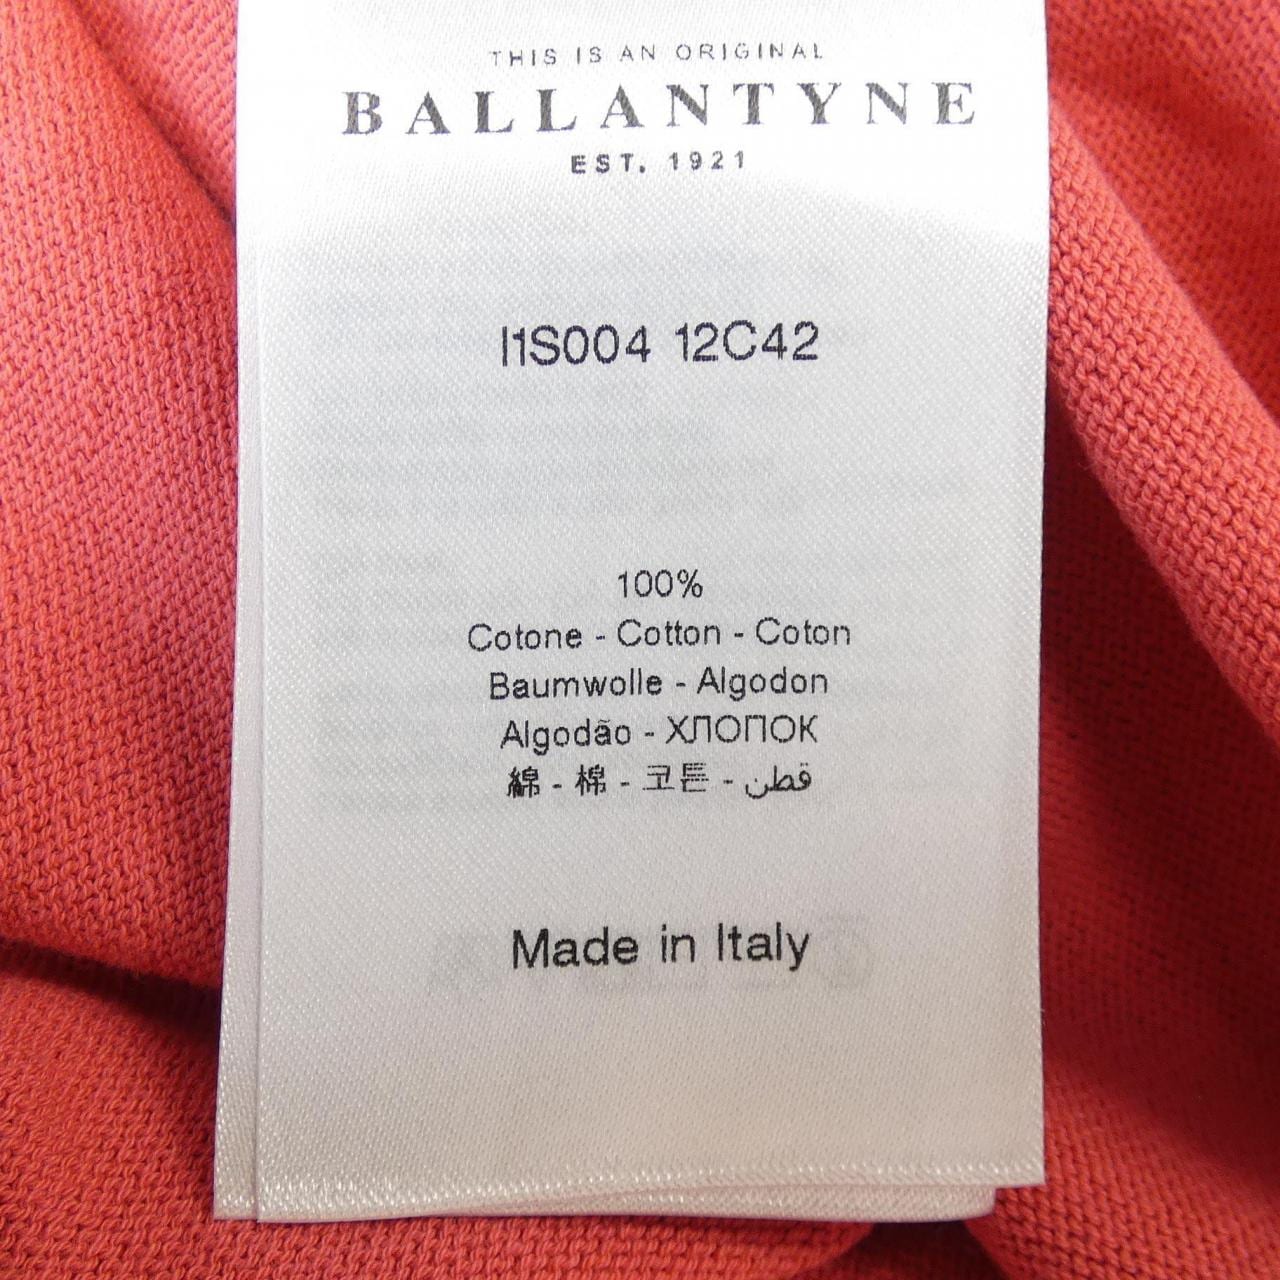 THIS IS AN ORIGINAL
BALLANTYNE
EST. 1921
I1S004 12C42
100%
Cotone - Cotton - Coton
Baumwolle - Algodon
Algodão - ХЛОПОК
綿 - 棉 - 코튼 - قطن
Made in Italy